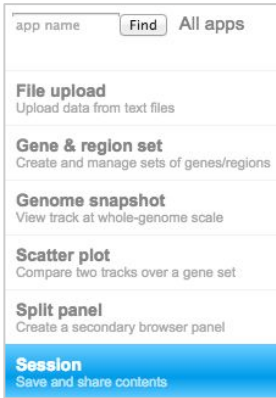 app name Find All apps
File upload
Upload data from text files
Gene & region set
Create and manage sets of genes/regions
Genome snapshot
View track at whole-genome scale
Scatter plot
Compare two tracks over a gene set
Split panel
Create a secondary browser panel
Session
Save and share contents